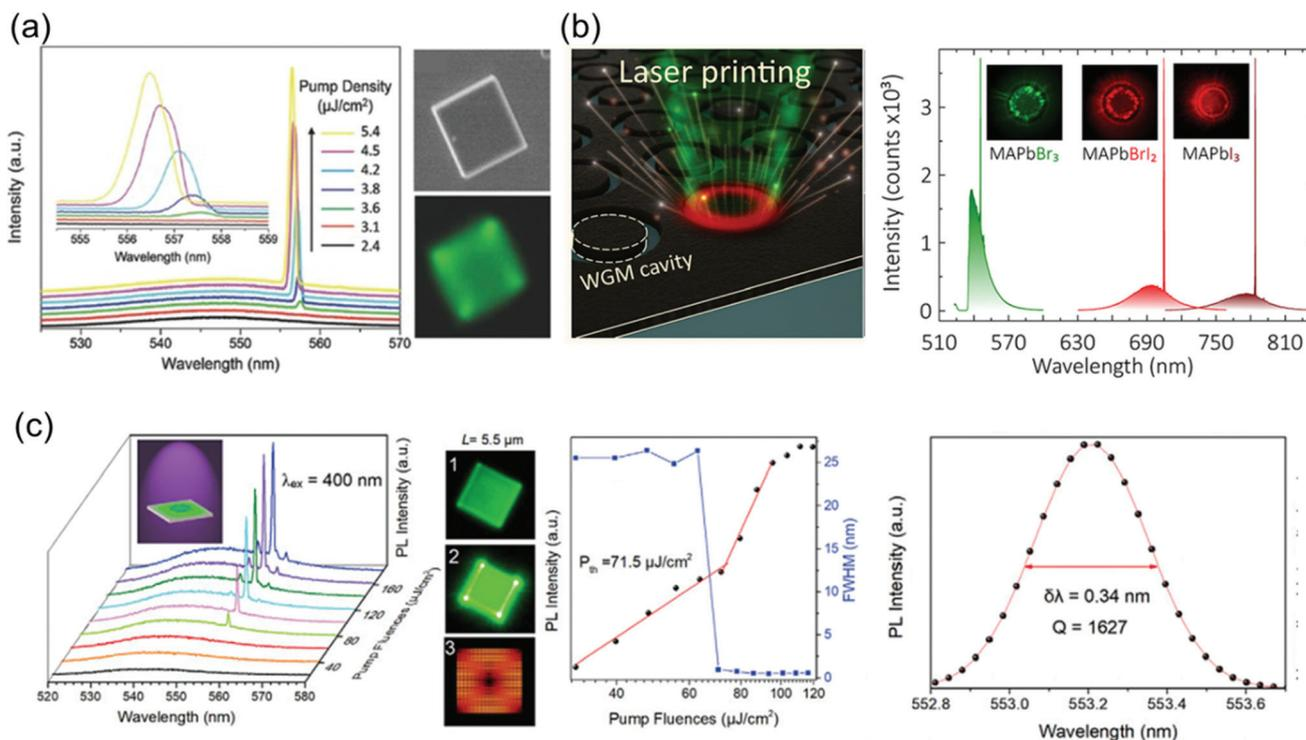 (a)
Intensity (a.u.)
Pump Density
(µJ/cm²)
5.4
4.5
4.2
3.8
3.6
3.1
2.4
555 556 557 558 559
Wavelength (nm)
530 540 550 560 570
Wavelength (nm)
(b)
Laser printing
WGM cavity
Intensity (counts x10³)
3
2
1
0
MAPbBr₃
MAPbBrI₂
MAPbI₃
510 570 630 690 750 810
Wavelength (nm)
(c)
λex = 400 nm
PL Intensity (a.u.)
160
120
80
40
Pump Fluences (µJ/cm²)
520 530 540 550 560 570 580
Wavelength (nm)
L= 5.5 µm
1
2
3
PL Intensity (a.u.)
Pth =71.5 µJ/cm²
25
20
15
10
5
0
FWHM (nm)
40 60 80 100 120
Pump Fluences (µJ/cm²)
PL Intensity (a.u.)
δλ = 0.34 nm
Q = 1627
552.8 553.0 553.2 553.4 553.6
Wavelength (nm)